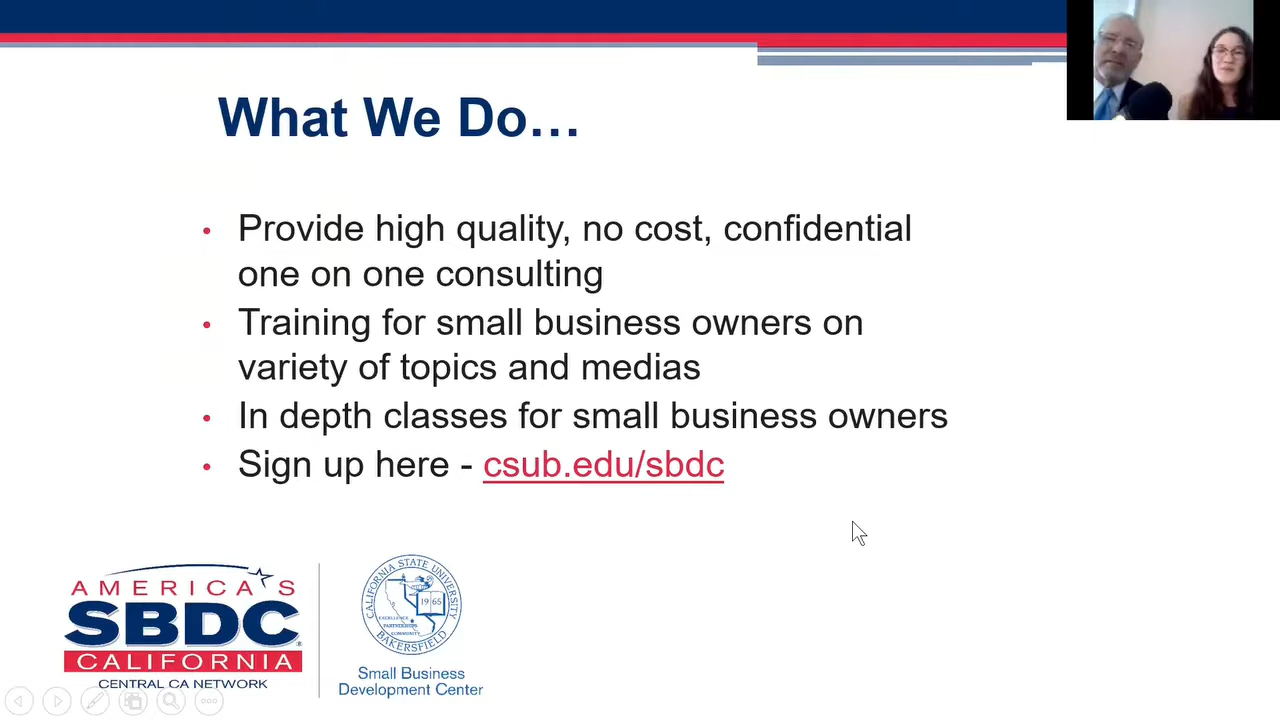 What We Do…
• Provide high quality, no cost, confidential
one on one consulting
• Training for small business owners on
variety of topics and medias
• In depth classes for small business owners
• Sign up here - csub.edu/sbdc
AMERICA'S
SBDC
CALIFORNIA
CENTRAL CA NETWORK
CALIFORNIA STATE UNIVERSITY
1965
EXCELLENCE
PARTNERSHIPS
COMMUNITY
BAKERSFIELD
Small Business
Development Center